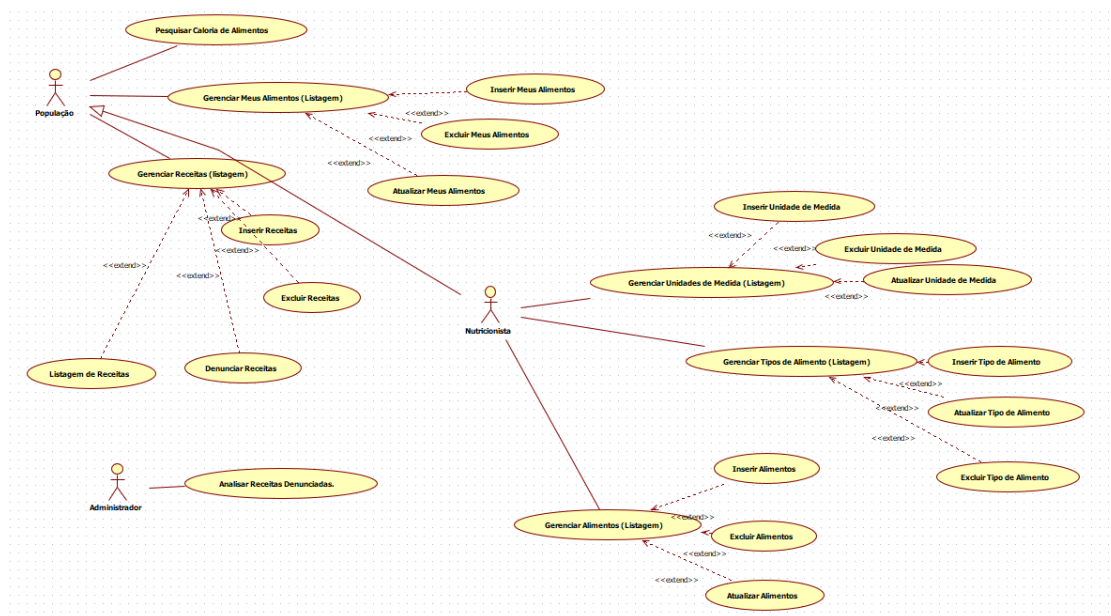 Pesquisar Caloria de Alimentos
População
Gerenciar Meus Alimentos (Listagem)
Inserir Meus Alimentos
<<extend>>
Excluir Meus Alimentos
<<extend>>
<<extend>>
Atualizar Meus Alimentos
Gerenciar Receitas (listagem)
<<extend>>
Inserir Receitas
<<extend>>
<<extend>>
<<extend>>
Excluir Receitas
Listagem de Receitas
Denunciar Receitas
Inserir Unidade de Medida
<<extend>>
<<extend>>
Excluir Unidade de Medida
Gerenciar Unidades de Medida (Listagem)
Atualizar Unidade de Medida
<<extend>>
Nutricionista
Gerenciar Tipos de Alimento (Listagem)
Inserir Tipo de Alimento
<<extend>>
<<extend>>
Atualizar Tipo de Alimento
<<extend>>
Excluir Tipo de Alimento
Administrador
Analisar Receitas Denunciadas.
Inserir Alimentos
<<extend>>
Gerenciar Alimentos (Listagem)
Excluir Alimentos
<<extend>>
<<extend>>
Atualizar Alimentos